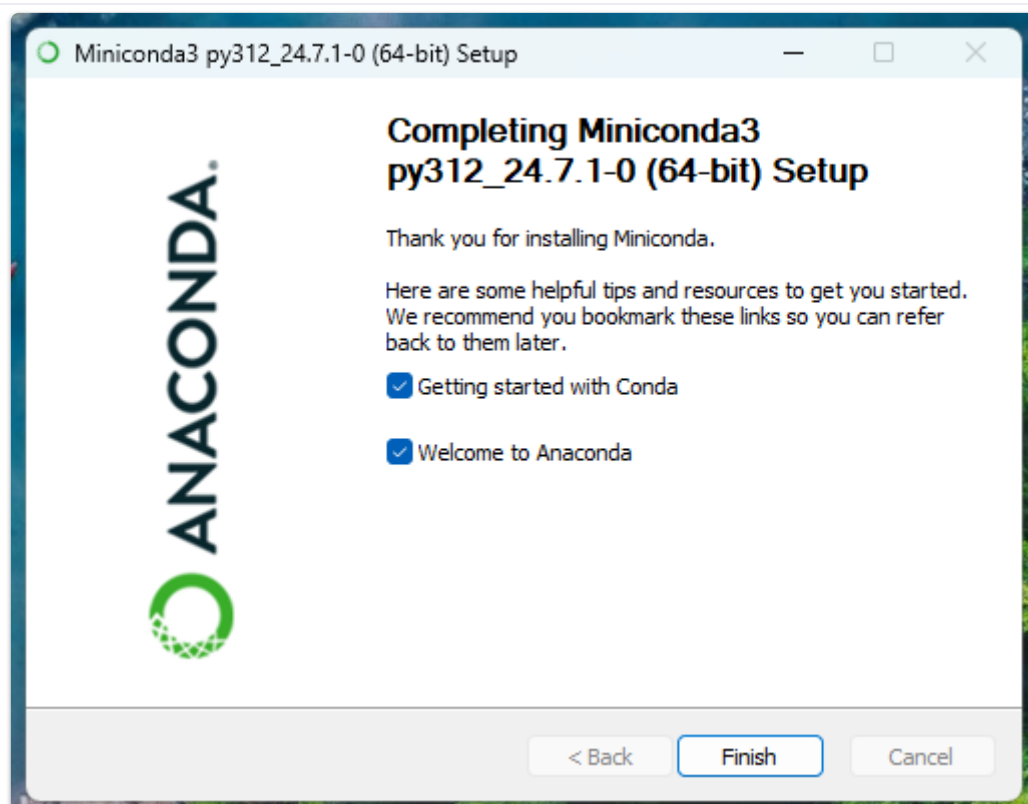 Miniconda3 py312_24.7.1-0 (64-bit) Setup
ANACONDA.
Completing Miniconda3
py312_24.7.1-0 (64-bit) Setup
Thank you for installing Miniconda.
Here are some helpful tips and resources to get you started.
We recommend you bookmark these links so you can refer
back to them later.
Getting started with Conda
Welcome to Anaconda
< Back
Finish
Cancel